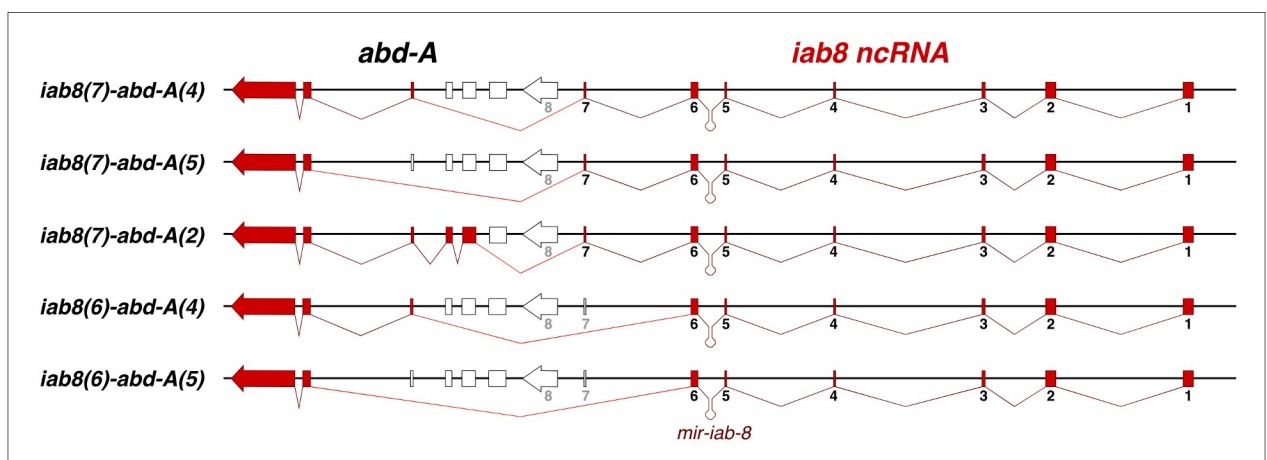 abd-A iab8 ncRNA
iab8(7)-abd-A(4)
8 7 6 5 4 3 2 1
iab8(7)-abd-A(5)
8 7 6 5 4 3 2 1
iab8(7)-abd-A(2)
8 7 6 5 4 3 2 1
iab8(6)-abd-A(4)
8 7 6 5 4 3 2 1
iab8(6)-abd-A(5)
8 7 6 5 4 3 2 1
mir-iab-8